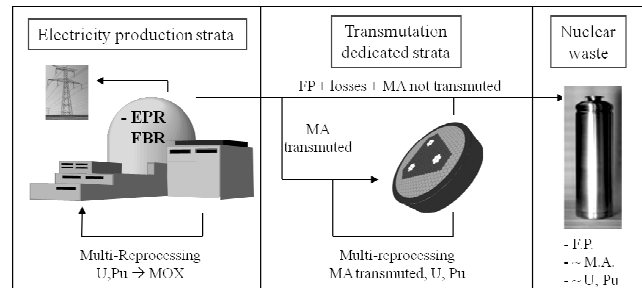 Electricity production strata
Transmutation
dedicated strata
Nuclear
waste
FP + losses + MA not transmuted
- EPR
FBR
MA
transmuted
Multi-Reprocessing
U,Pu → MOX
Multi-reprocessing
MA transmuted, U, Pu
- F.P.
- ~ M.A.
- ~ U, Pu